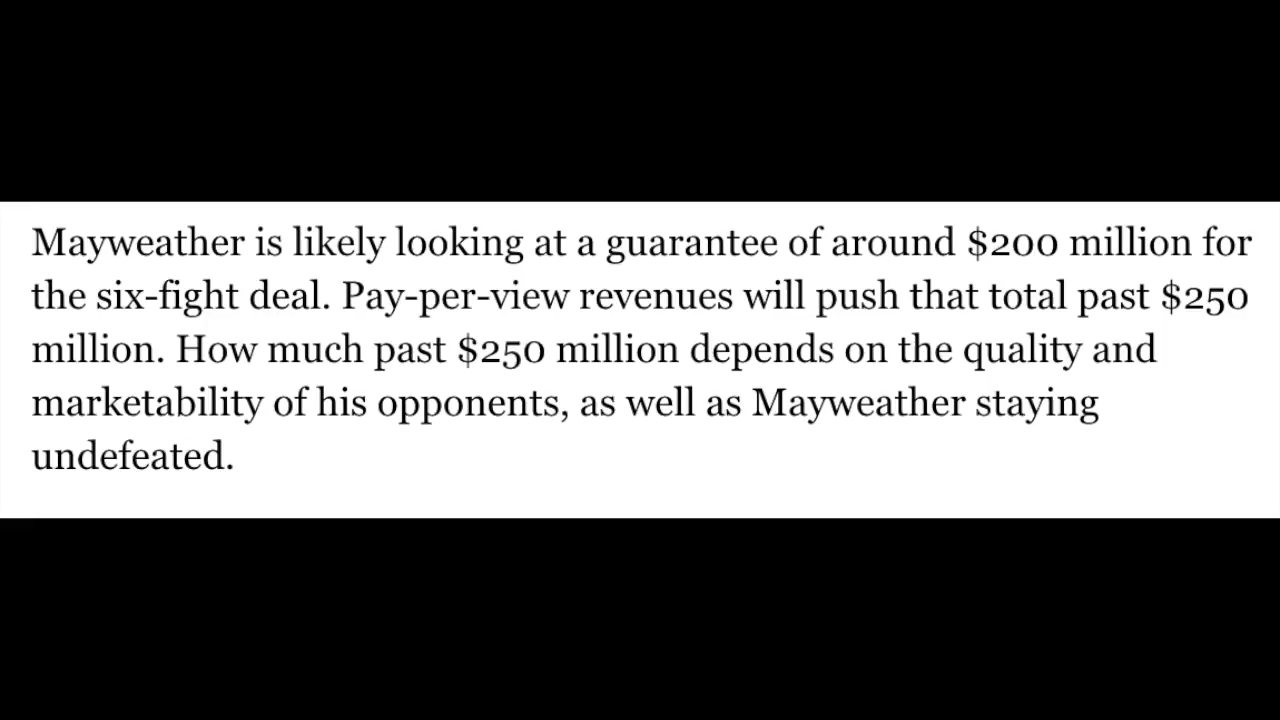 Mayweather is likely looking at a guarantee of around $200 million for
the six-fight deal. Pay-per-view revenues will push that total past $250
million. How much past $250 million depends on the quality and
marketability of his opponents, as well as Mayweather staying
undefeated.